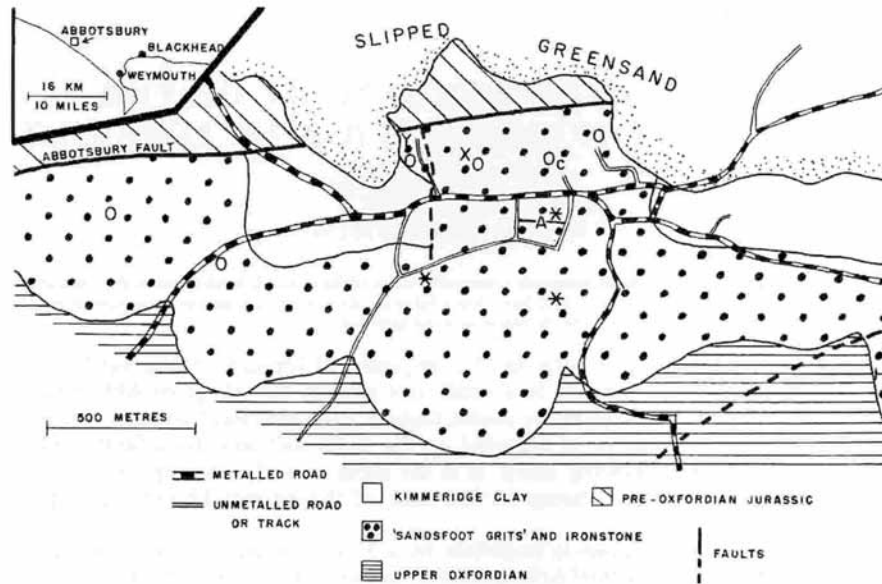 ABBOTSBURY
BLACKHEAD
WEYMOUTH
16 KM
10 MILES
SLIPPED
GREENSAND
ABBOTSBURY FAULT
Y
O
X O
O C
O
A
O
O
500 METRES
METALLED ROAD
UNMETALLED ROAD
OR TRACK
KIMMERIDGE CLAY
'SANDSFOOT GRITS' AND IRONSTONE
UPPER OXFORDIAN
PRE-OXFORDIAN JURASSIC
FAULTS